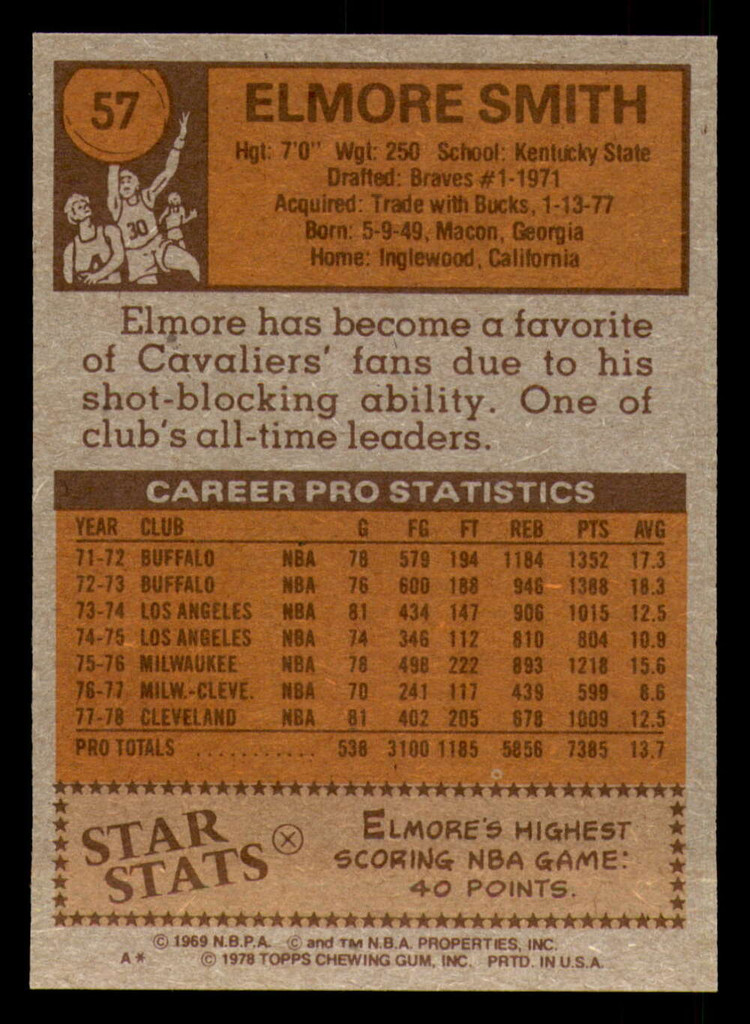 57
ELMORE SMITH
Hgt: 7'0" Wgt: 250 School: Kentucky State
Drafted: Braves #1-1971
Acquired: Trade with Bucks, 1-13-77
Born: 5-9-49, Macon, Georgia
Home: Inglewood, California
30
4
Elmore has become a favorite
of Cavaliers' fans due to his
shot-blocking ability. One of
club's all-time leaders.
CAREER PRO STATISTICS
YEAR CLUB G FG FT REB PTS AVG
71-72 BUFFALO NBA 78 579 194 1184 1352 17.3
72-73 BUFFALO NBA 76 600 188 946 1388 18.3
73-74 LOS ANGELES NBA 81 434 147 906 1015 12.5
74-75 LOS ANGELES NBA 74 346 112 810 804 10.9
75-76 MILWAUKEE NBA 78 498 222 893 1218 15.6
76-77 MILW.-CLEVE. NBA 70 241 117 439 599 8.6
77-78 CLEVELAND NBA 81 402 205 678 1009 12.5
PRO TOTALS .......... 538 3100 1185 5856 7385 13.7
STAR
STATS
ELMORE'S HIGHEST
SCORING NBA GAME:
40 POINTS.
© 1969 N.B.P.A. © and TM N.B.A. PROPERTIES, INC.
A* © 1978 TOPPS CHEWING GUM, INC. PRTD. IN U.S.A.